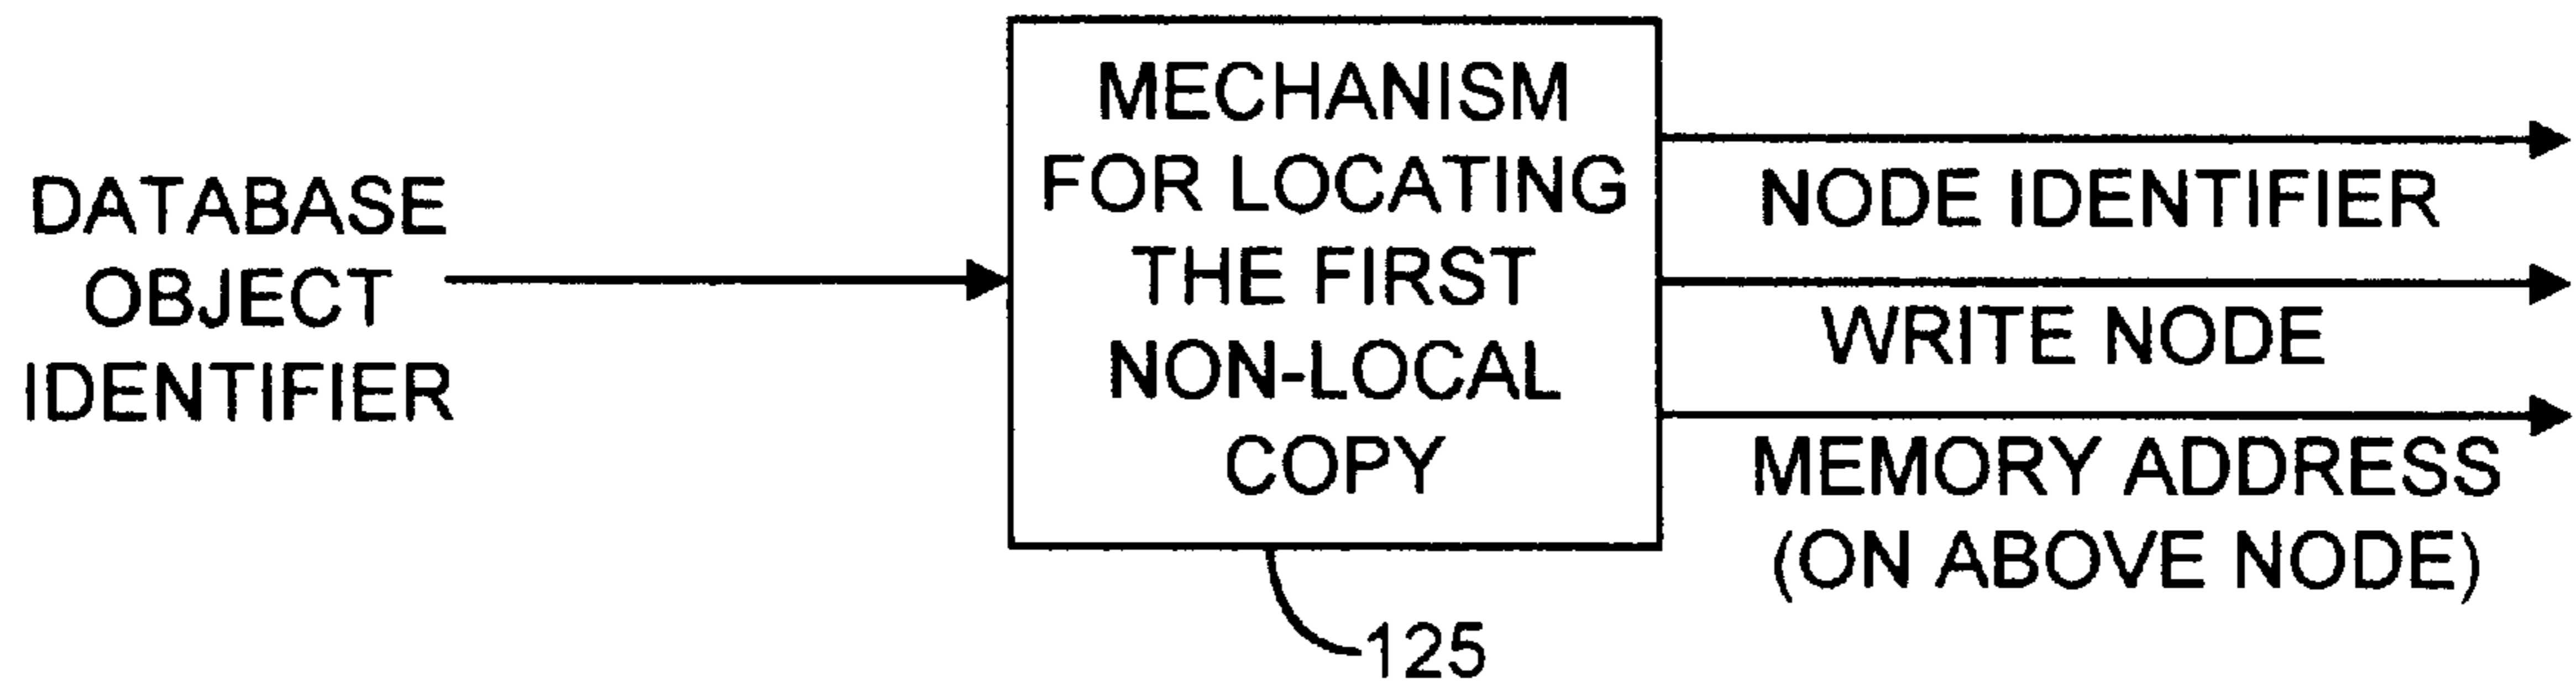 DATABASE
OBJECT
IDENTIFIER
MECHANISM
FOR LOCATING
THE FIRST
NON-LOCAL
COPY
NODE IDENTIFIER
WRITE NODE
MEMORY ADDRESS
(ON ABOVE NODE)
125